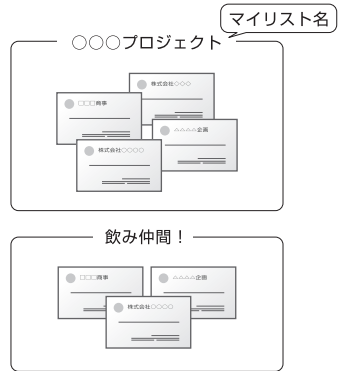 マイリスト名
○○○プロジェクト
株式会社○○○
□□□商事
△△△△企画
株式会社○○○○
飲み仲間！
□□□商事
△△△△企画
株式会社○○○○